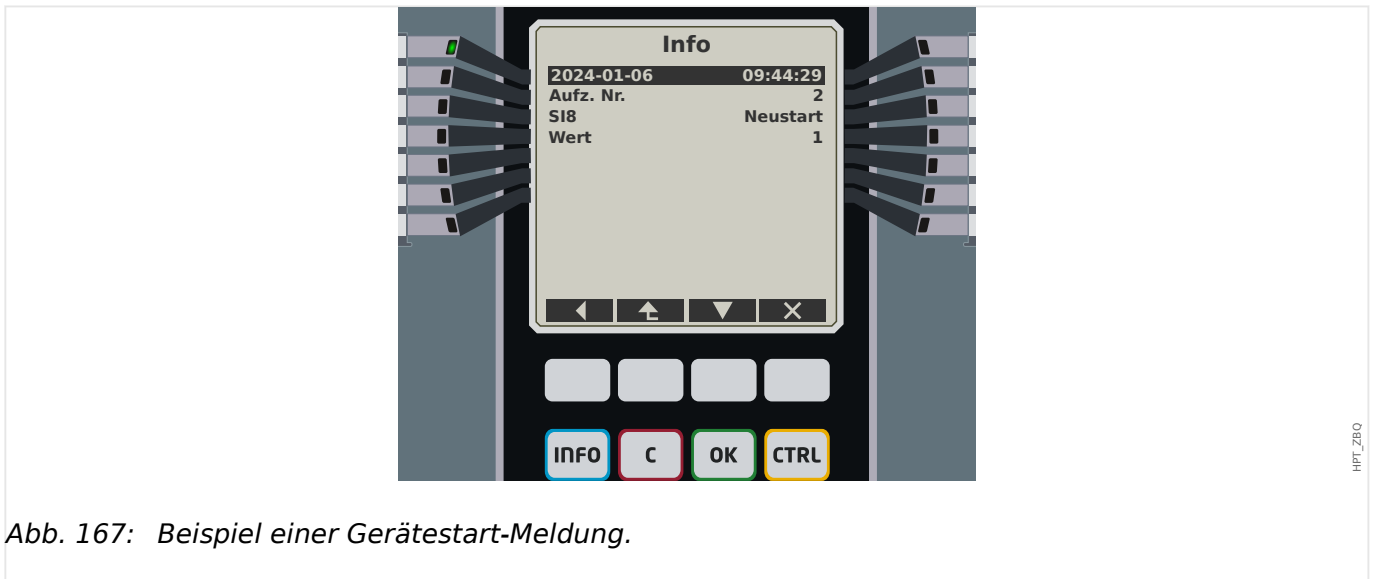 Info
2024-01-06 09:44:29
Aufz. Nr. 2
SI8 Neustart
Wert 1
INFO C OK CTRL
HPT_ZBQ
Abb. 167: Beispiel einer Gerätestart-Meldung.